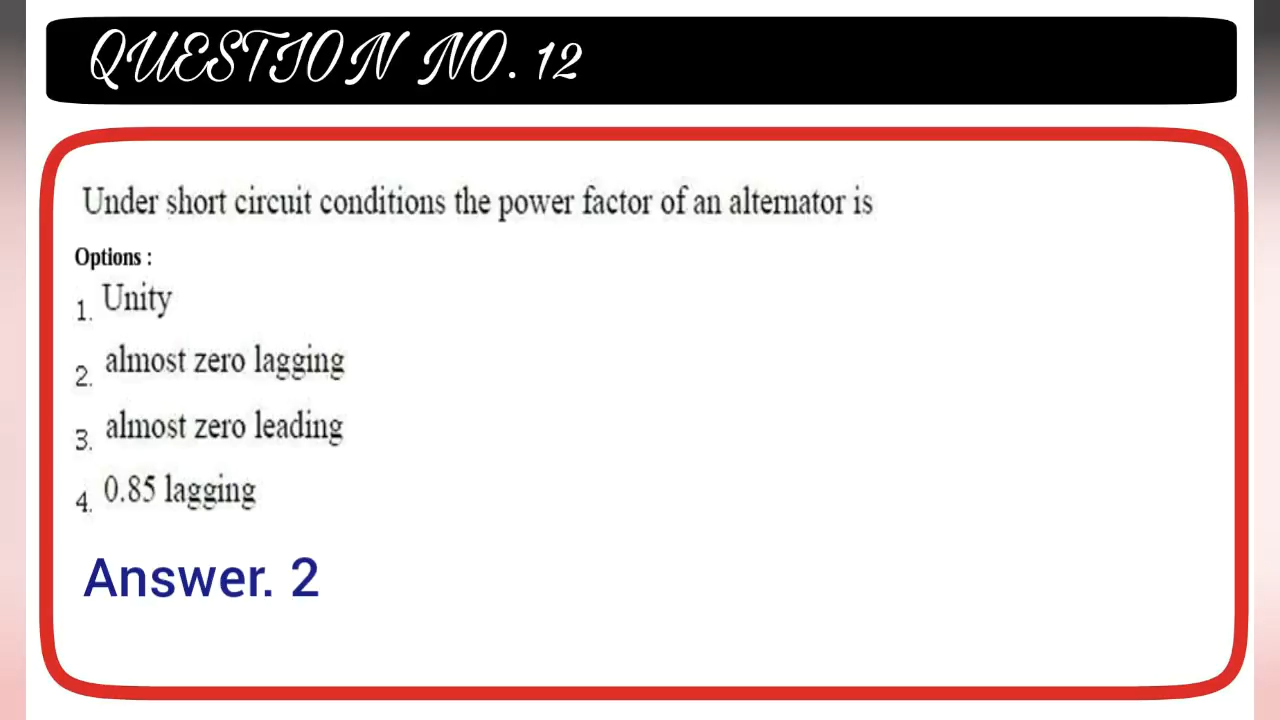 QUESTION NO. 12
Under short circuit conditions the power factor of an alternator is
Options :
1. Unity
2. almost zero lagging
3. almost zero leading
4. 0.85 lagging
Answer. 2